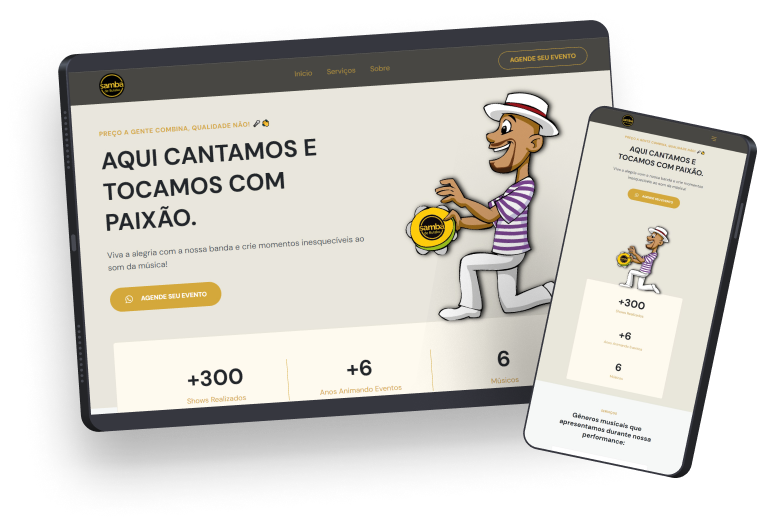 samba
do Buteko
Início
Serviços
Sobre
AGENDE SEU EVENTO
PREÇO A GENTE COMBINA, QUALIDADE NÃO!
AQUI CANTAMOS E
TOCAMOS COM
PAIXÃO.
Viva a alegria com a nossa banda e crie momentos inesquecíveis ao
som da música!
AGENDE SEU EVENTO
samba
+300
Shows Realizados
+6
Anos Animando Eventos
6
Músicos
PREÇO A GENTE COMBINA, QUALIDADE NÃO!
AQUI CANTAMOS E
TOCAMOS COM PAIXÃO.
Viva a alegria com a nossa banda e crie momentos
inesquecíveis ao som da música!
AGENDE SEU EVENTO
+300
Shows Realizados
+6
Anos Animando Eventos
6
Músicos
Gêneros musicais que
apresentamos durante nossa
performance: